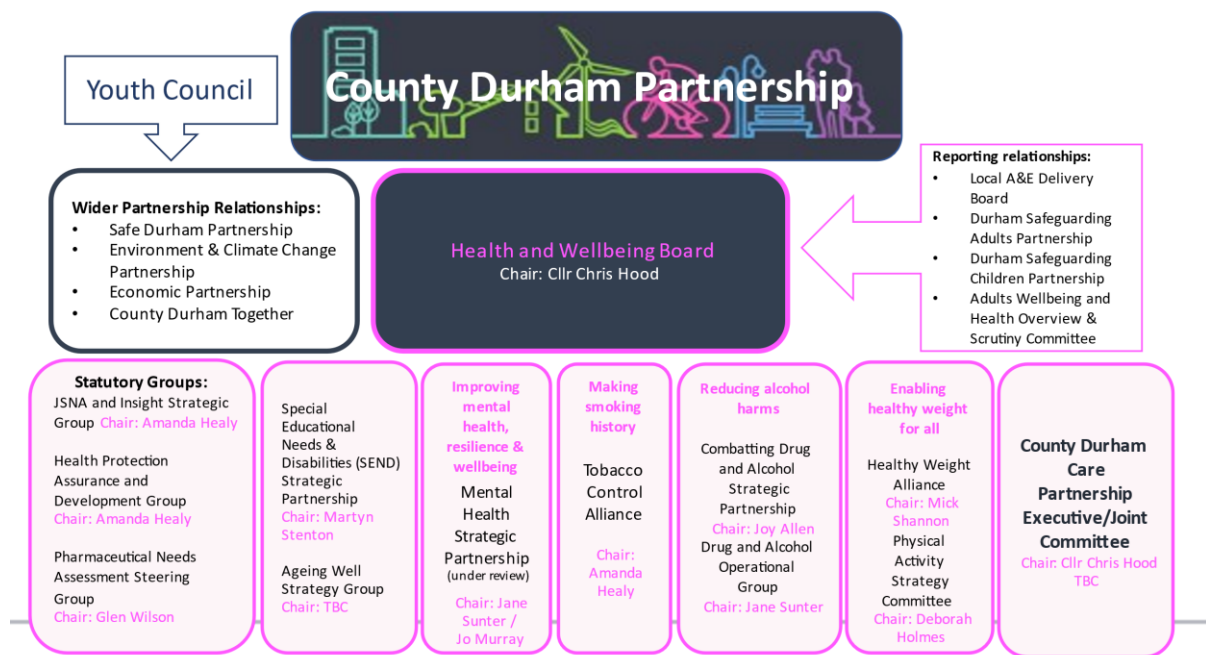 County Durham Partnership
Youth Council
Wider Partnership Relationships:
• Safe Durham Partnership
• Environment & Climate Change
Partnership
• Economic Partnership
• County Durham Together
Health and Wellbeing Board
Chair: Cllr Chris Hood
Reporting relationships:
• Local A&E Delivery
Board
• Durham Safeguarding
Adults Partnership
• Durham Safeguarding
Children Partnership
• Adults Wellbeing and
Health Overview &
Scrutiny Committee
Statutory Groups:
JSNA and Insight Strategic
Group Chair: Amanda Healy
Health Protection
Assurance and
Development Group
Chair: Amanda Healy
Pharmaceutical Needs
Assessment Steering
Group
Chair: Glen Wilson
Special
Educational
Needs &
Disabilities (SEND)
Strategic
Partnership
Chair: Martyn
Stenton
Ageing Well
Strategy Group
Chair: TBC
Improving
mental
health,
resilience &
wellbeing
Mental
Health
Strategic
Partnership
(under review)
Chair: Jane
Sunter /
Jo Murray
Making
smoking
history
Tobacco
Control
Alliance
Chair:
Amanda
Healy
Reducing alcohol
harms
Combatting Drug
and Alcohol
Strategic
Partnership
Chair: Joy Allen
Drug and Alcohol
Operational
Group
Chair: Jane Sunter
Enabling
healthy weight
for all
Healthy Weight
Alliance
Chair: Mick
Shannon
Physical
Activity
Strategy
Committee
Chair: Deborah
Holmes
County Durham
Care
Partnership
Executive/Joint
Committee
Chair: Cllr Chris Hood
TBC